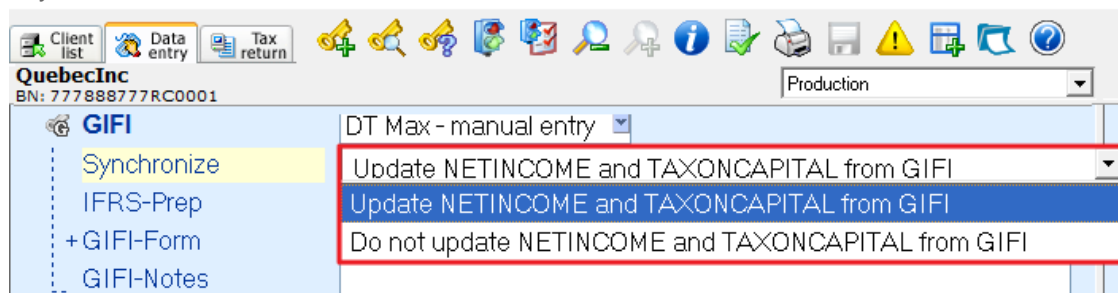 Client list
Data entry
Tax return
QuebecInc
BN: 777888777RC0001
Production
GIFI
DT Max - manual entry
Synchronize
Update NETINCOME and TAXONCAPITAL from GIFI
IFRS-Prep
Update NETINCOME and TAXONCAPITAL from GIFI
+GIFI-Form
Do not update NETINCOME and TAXONCAPITAL from GIFI
GIFI-Notes